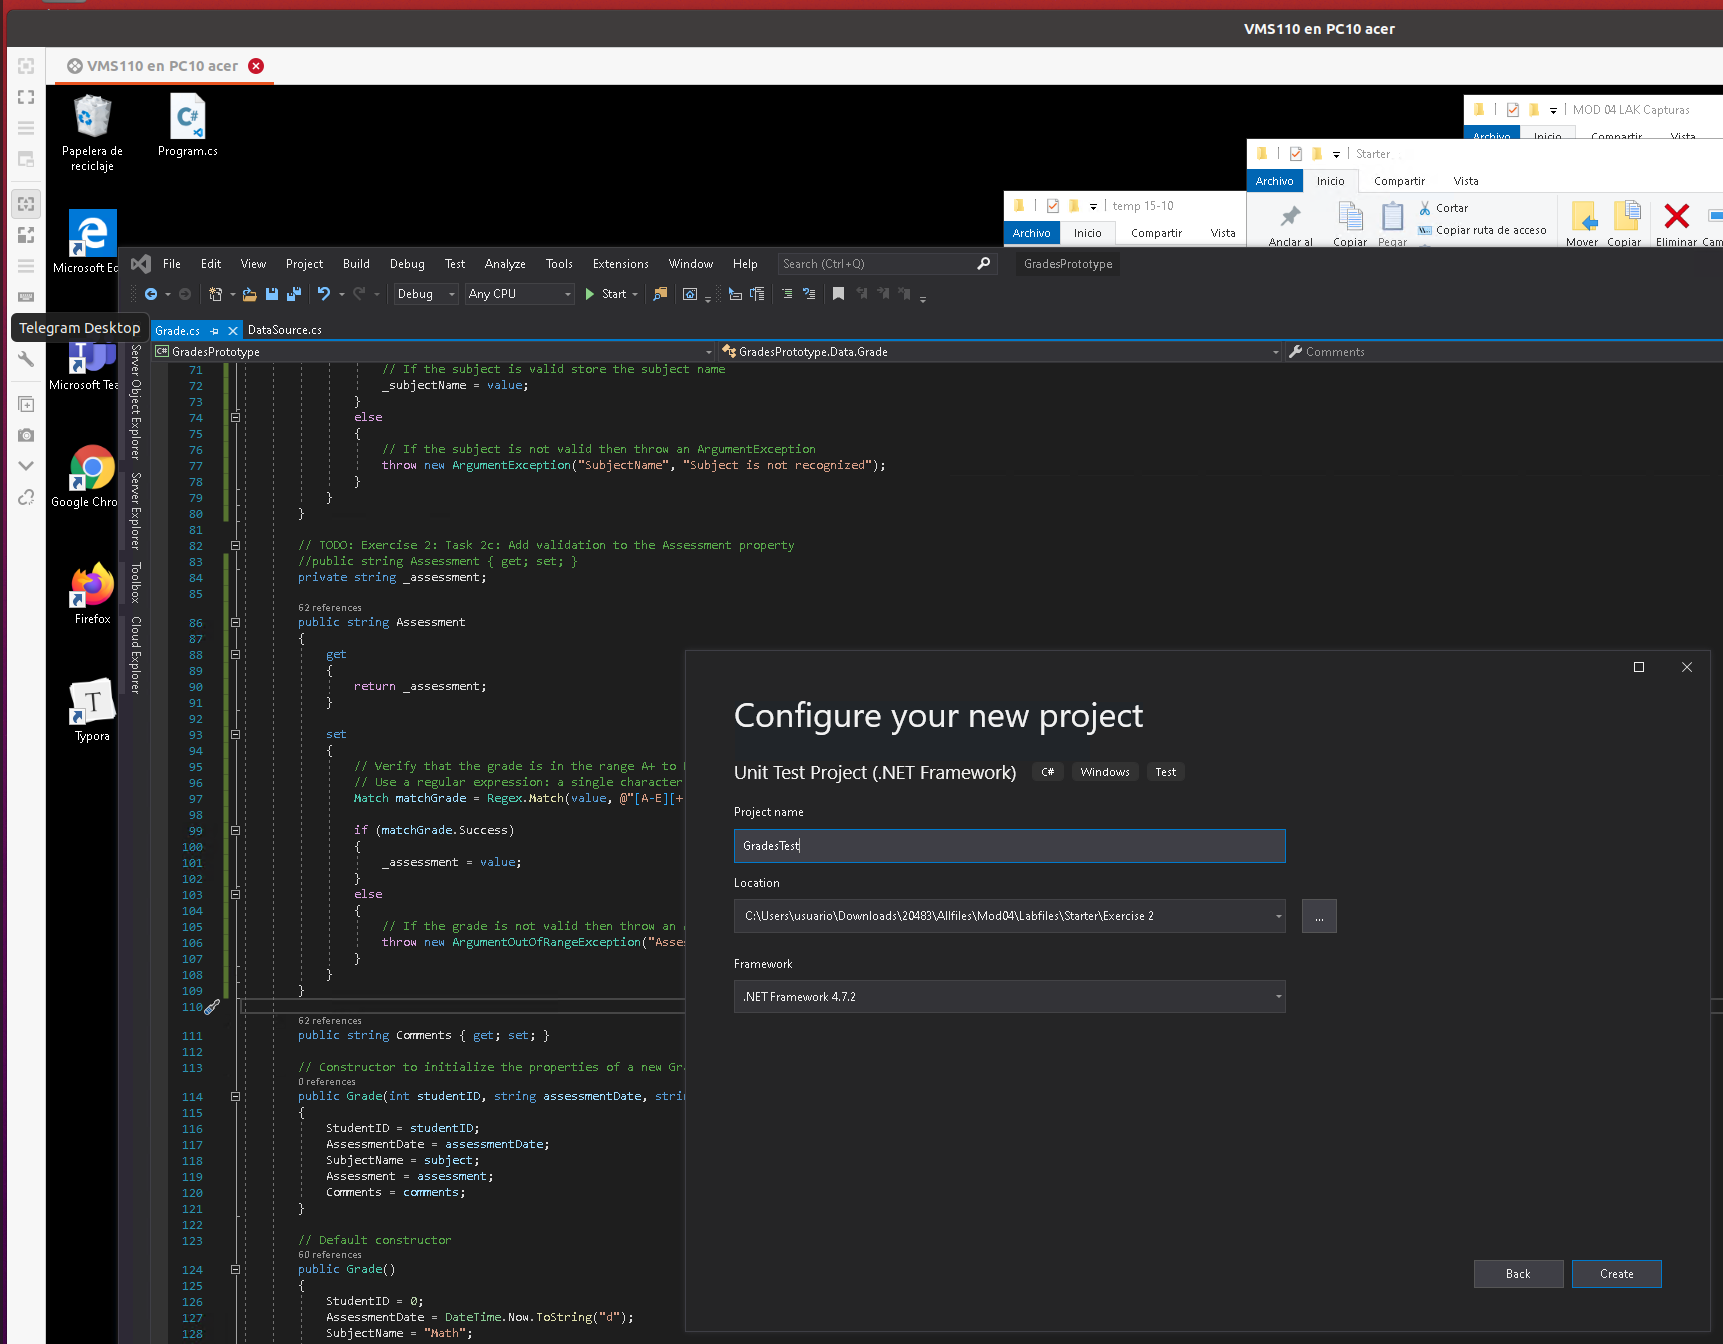 VMS110 en PC10 acer
VMS110 en PC10 acer
Papelera de
reciclaje
Program.cs
MOD 04 LAK Capturas
Archivo Inicio Compartir Vista
Starter
Archivo Inicio Compartir Vista
Cortar
Copiar ruta de acceso
Anclar al Copiar Pegar Mover Copiar Eliminar Cam
temp 15-10
Archivo Inicio Compartir Vista
Microsoft Ed
File Edit View Project Build Debug Test Analyze Tools Extensions Window Help Search (Ctrl+Q) GradesPrototype
Debug Any CPU Start
Telegram Desktop
Grade.cs DataSource.cs
C# GradesPrototype GradesPrototype.Data.Grade Comments
Microsoft Tea
Google Chro
Firefox
Typora
Server Object Explorer
Server Explorer
Toolbox
Cloud Explorer
71 // If the subject is valid store the subject name
72 _subjectName = value;
73 }
74 else
75 {
76 // If the subject is not valid then throw an ArgumentException
77 throw new ArgumentException("SubjectName", "Subject is not recognized");
78 }
79 }
80 }
81
82 // TODO: Exercise 2: Task 2c: Add validation to the Assessment property
83 //public string Assessment { get; set; }
84 private string _assessment;
85
62 references
86 public string Assessment
87 {
88 get
89 {
90 return _assessment;
91 }
92
93 set
94 {
95 // Verify that the grade is in the range A+ to
96 // Use a regular expression: a single character
97 Match matchGrade = Regex.Match(value, @"[A-E][+
98
99 if (matchGrade.Success)
100 {
101 _assessment = value;
102 }
103 else
104 {
105 // If the grade is not valid then throw an
106 throw new ArgumentOutOfRangeException("Asses
107 }
108 }
109 }
110
62 references
111 public string Comments { get; set; }
112
113 // Constructor to initialize the properties of a new Gr
0 references
114 public Grade(int studentID, string assessmentDate, strin
115 {
116 StudentID = studentID;
117 AssessmentDate = assessmentDate;
118 SubjectName = subject;
119 Assessment = assessment;
120 Comments = comments;
121 }
122
123 // Default constructor
60 references
124 public Grade()
125 {
126 StudentID = 0;
127 AssessmentDate = DateTime.Now.ToString("d");
128 SubjectName = "Math";
Configure your new project
Unit Test Project (.NET Framework) C# Windows Test
Project name
GradesTest
Location
C:\Users\usuario\Downloads\20483\Allfiles\Mod04\Labfiles\Starter\Exercise 2
...
Framework
.NET Framework 4.7.2
Back Create